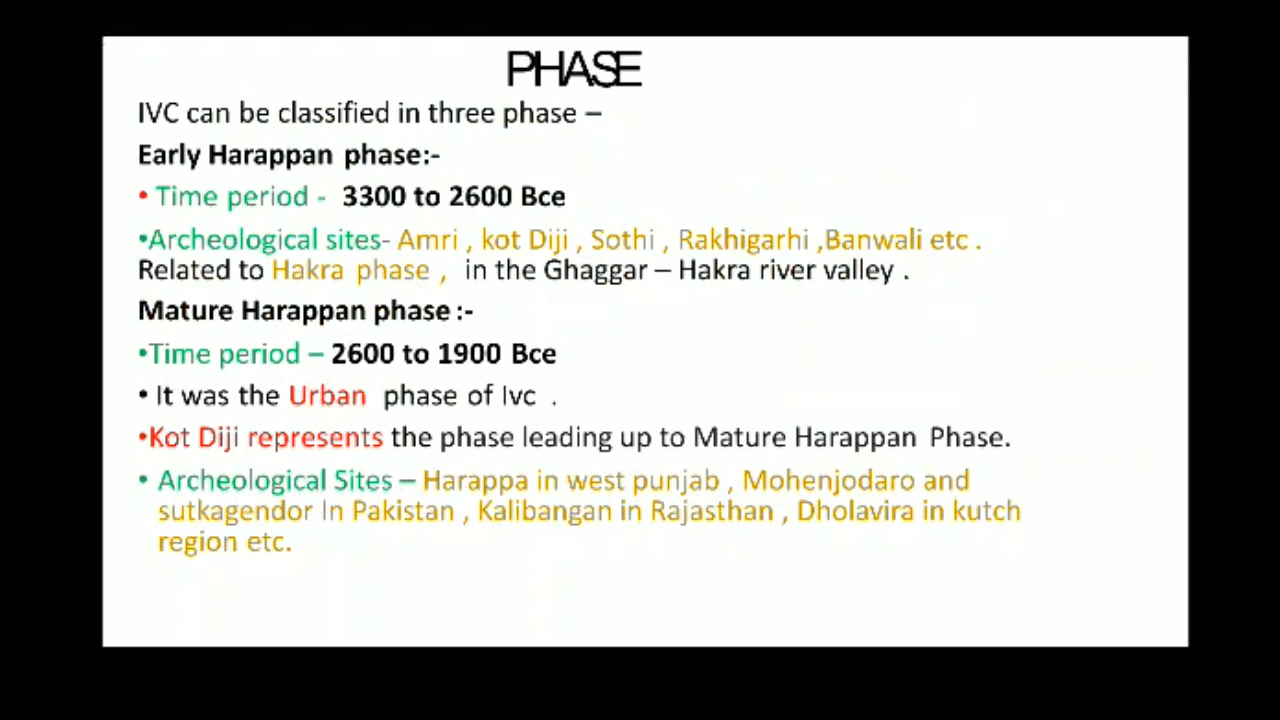 PHASE
IVC can be classified in three phase –
Early Harappan phase:-
• Time period - 3300 to 2600 Bce
•Archeological sites- Amri , kot Diji , Sothi , Rakhigarhi ,Banwali etc .
Related to Hakra phase , in the Ghaggar – Hakra river valley .
Mature Harappan phase :-
•Time period – 2600 to 1900 Bce
• It was the Urban phase of Ivc .
•Kot Diji represents the phase leading up to Mature Harappan Phase.
• Archeological Sites – Harappa in west punjab , Mohenjodaro and
sutkagendor In Pakistan , Kalibangan in Rajasthan , Dholavira in kutch
region etc.